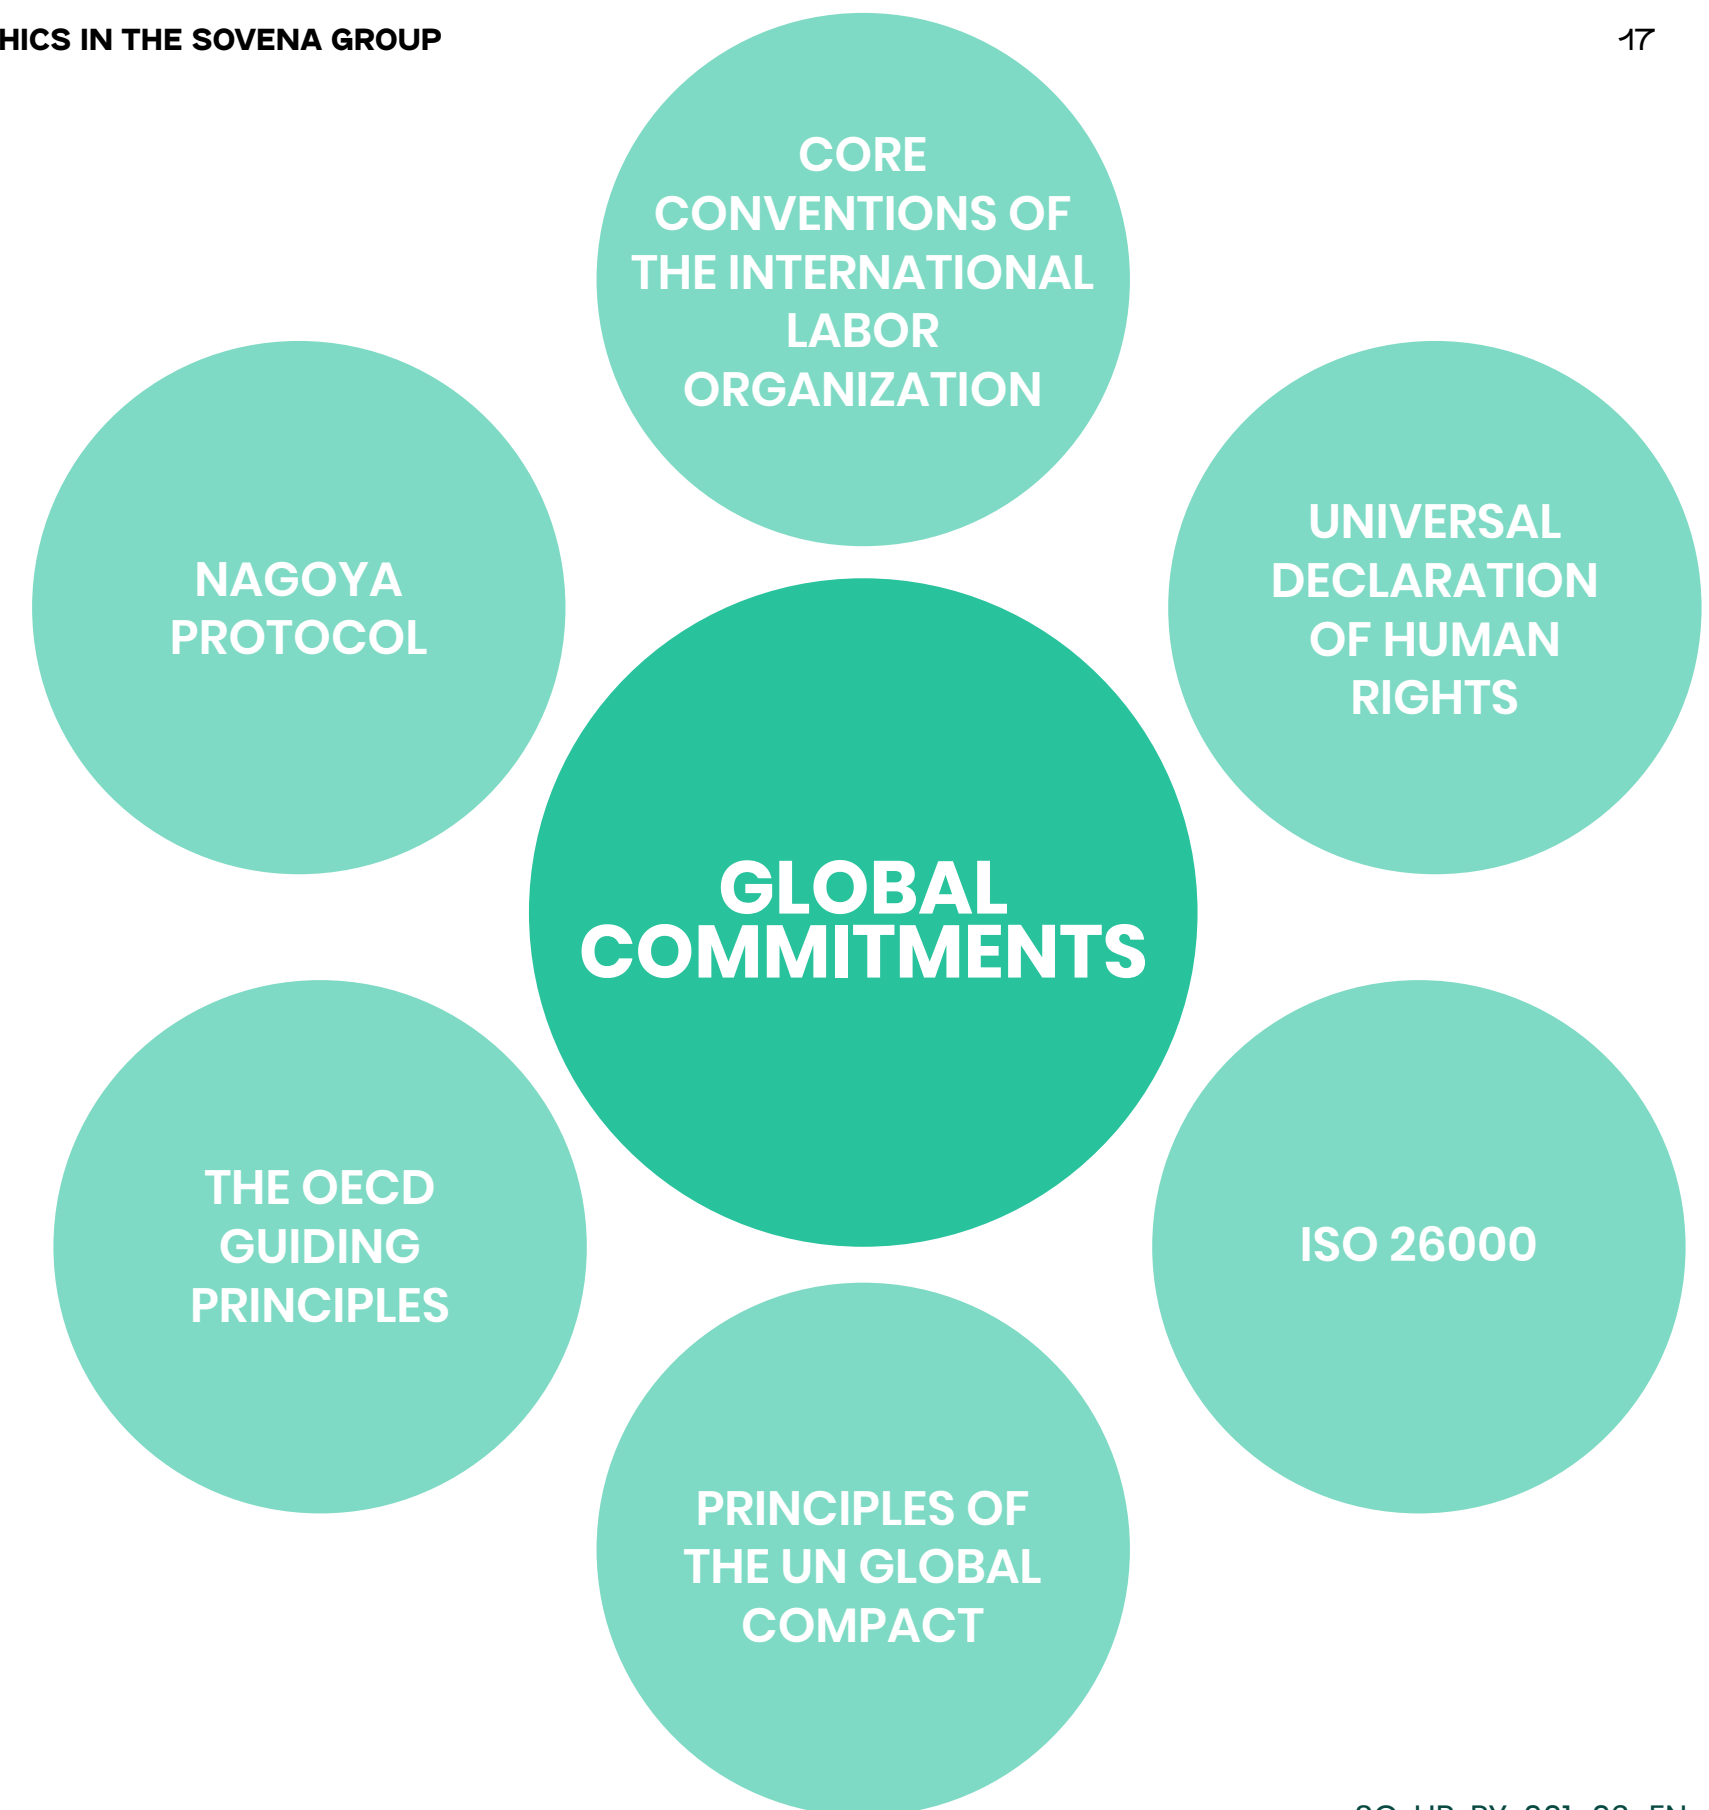 HICS IN THE SOVENA GROUP
17
CORE
CONVENTIONS OF
THE INTERNATIONAL
LABOR
ORGANIZATION
UNIVERSAL
DECLARATION
OF HUMAN
RIGHTS
NAGOYA
PROTOCOL
GLOBAL
COMMITMENTS
THE OECD
GUIDING
PRINCIPLES
ISO 26000
PRINCIPLES OF
THE UN GLOBAL
COMPACT